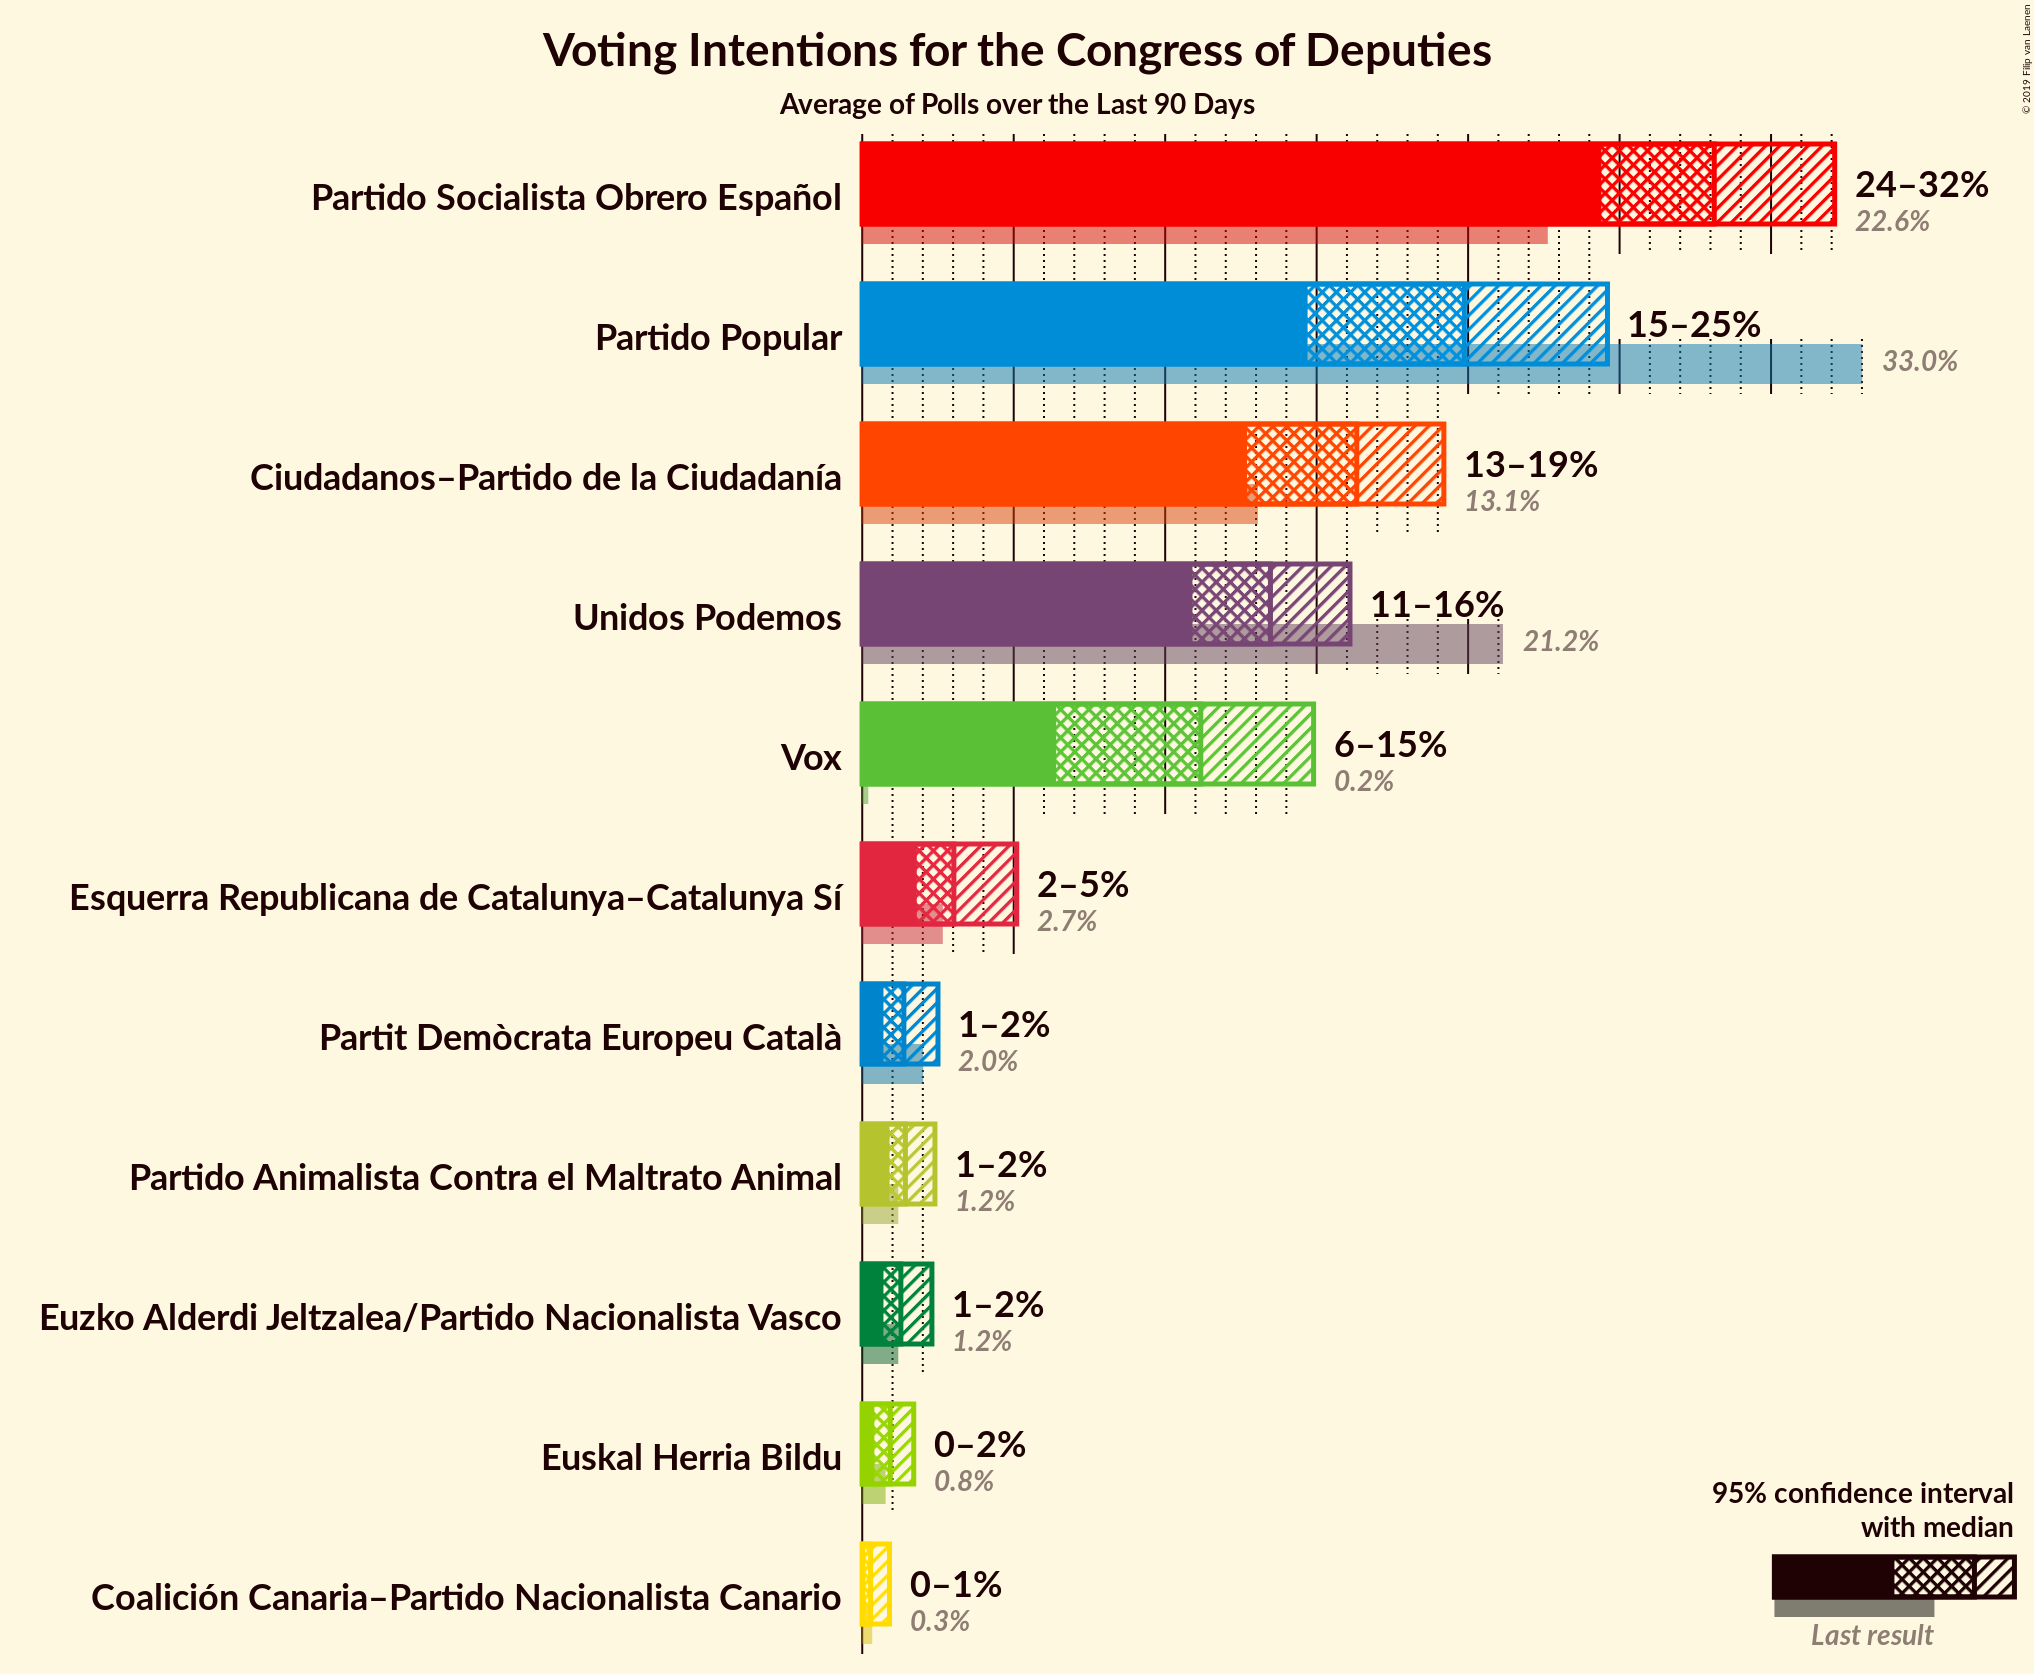 Voting Intentions for the Congress of Deputies
Average of Polls over the Last 90 Days
© 2019 Filip van Laenen
Partido Socialista Obrero Español
24–32%
22.6%
Partido Popular
15–25%
33.0%
Ciudadanos–Partido de la Ciudadanía
13–19%
13.1%
Unidos Podemos
11–16%
21.2%
Vox
6–15%
0.2%
Esquerra Republicana de Catalunya–Catalunya Sí
2–5%
2.7%
Partit Demòcrata Europeu Català
1–2%
2.0%
Partido Animalista Contra el Maltrato Animal
1–2%
1.2%
Euzko Alderdi Jeltzalea/Partido Nacionalista Vasco
1–2%
1.2%
Euskal Herria Bildu
0–2%
0.8%
Coalición Canaria–Partido Nacionalista Canario
0–1%
0.3%
95% confidence interval
with median
Last result